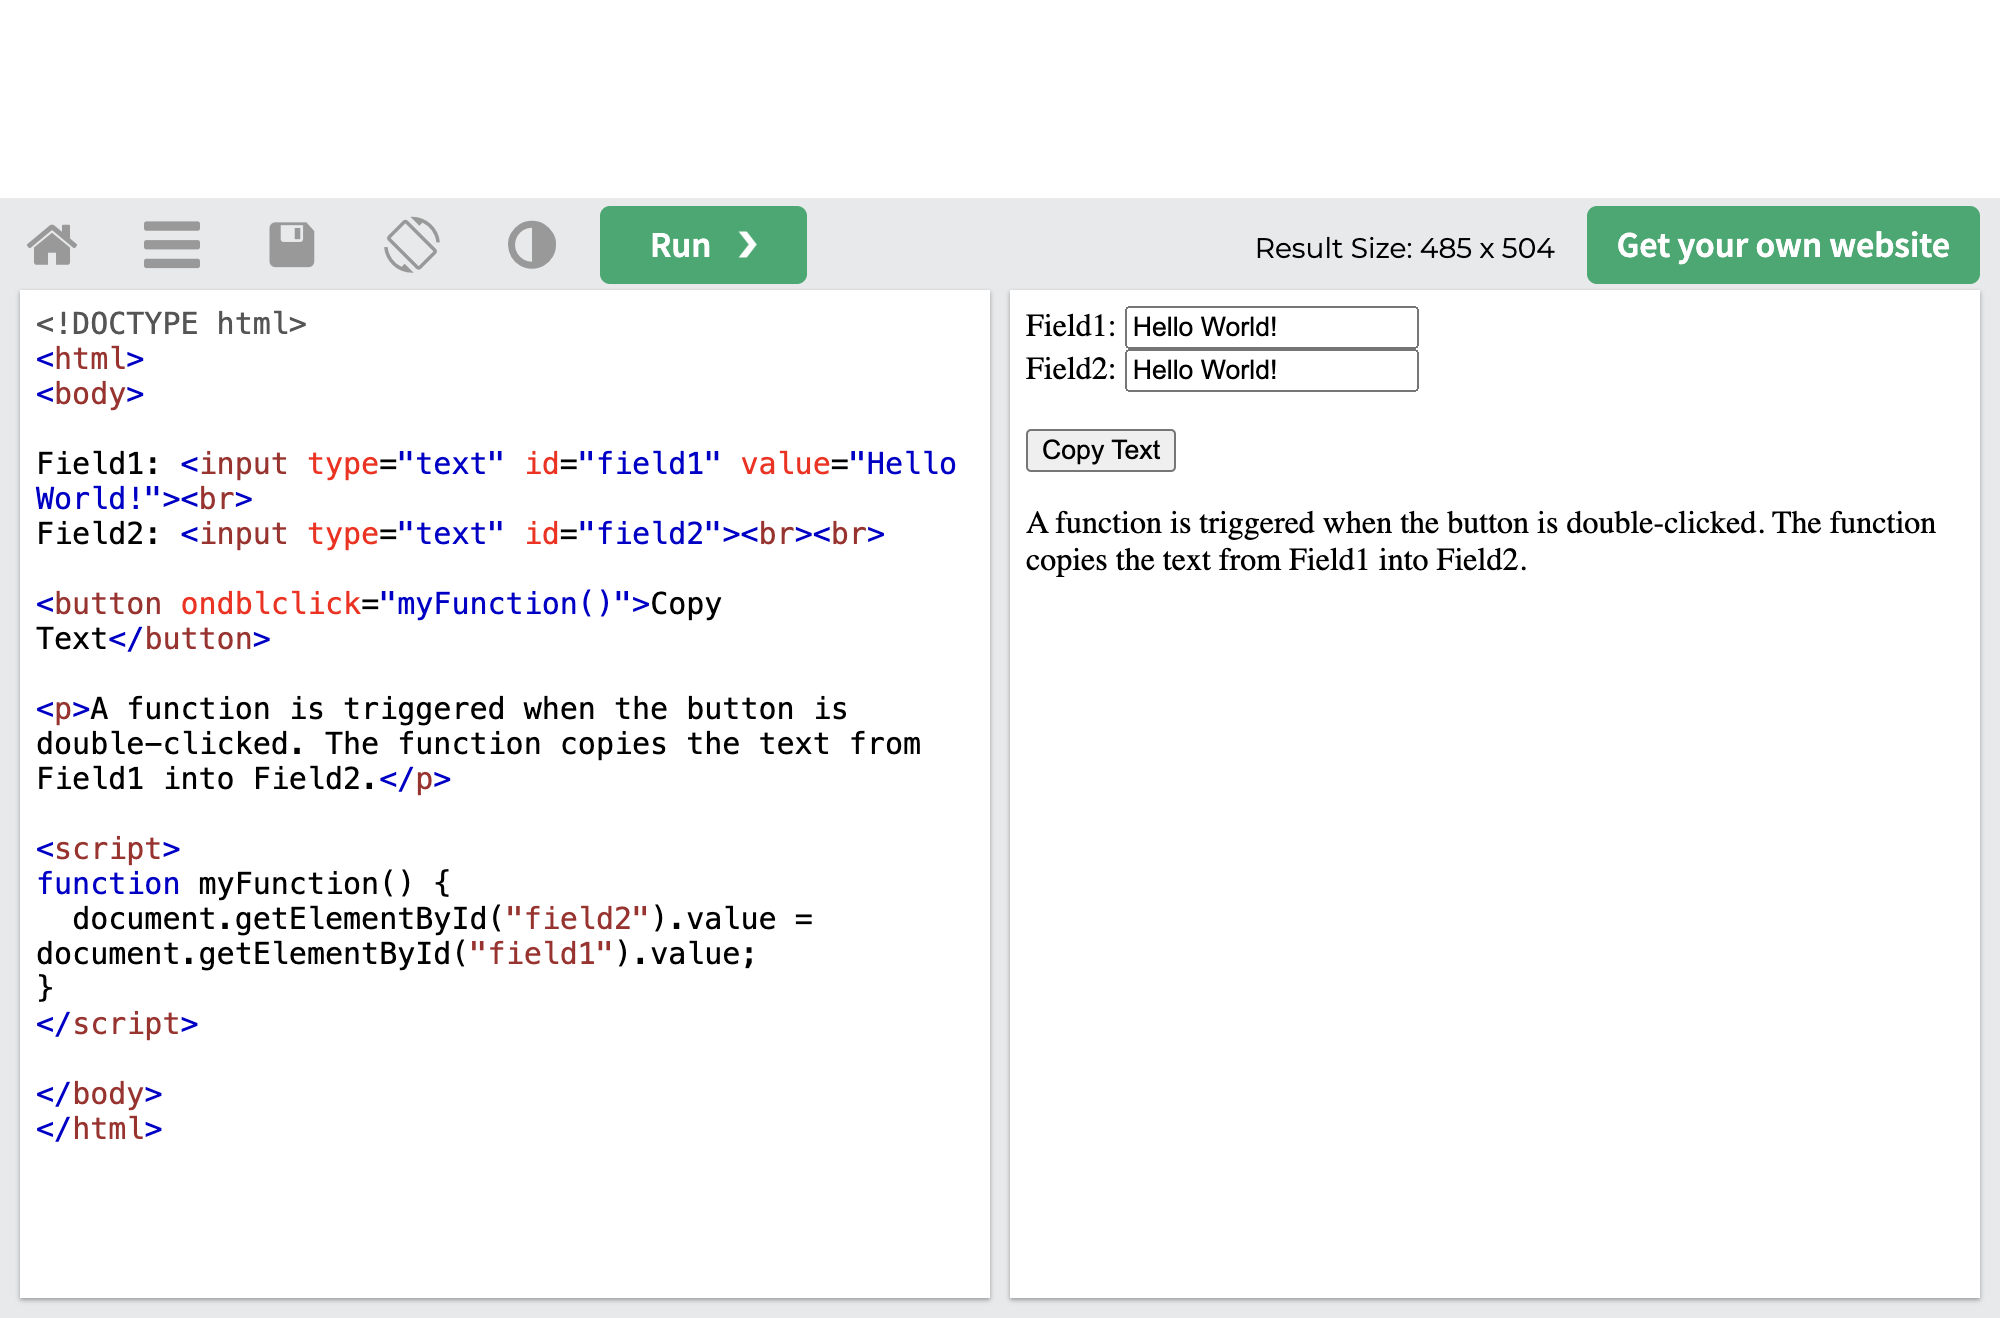 Run ❯
Result Size: 485 x 504
Get your own website
<!DOCTYPE html>
<html>
<body>

Field1: <input type="text" id="field1" value="Hello
World!"><br>
Field2: <input type="text" id="field2"><br><br>

<button ondblclick="myFunction()">Copy
Text</button>

<p>A function is triggered when the button is
double-clicked. The function copies the text from
Field1 into Field2.</p>

<script>
function myFunction() {
  document.getElementById("field2").value =
document.getElementById("field1").value;
}
</script>

</body>
</html>
Field1: Hello World!
Field2: Hello World!
Copy Text
A function is triggered when the button is double-clicked. The function
copies the text from Field1 into Field2.